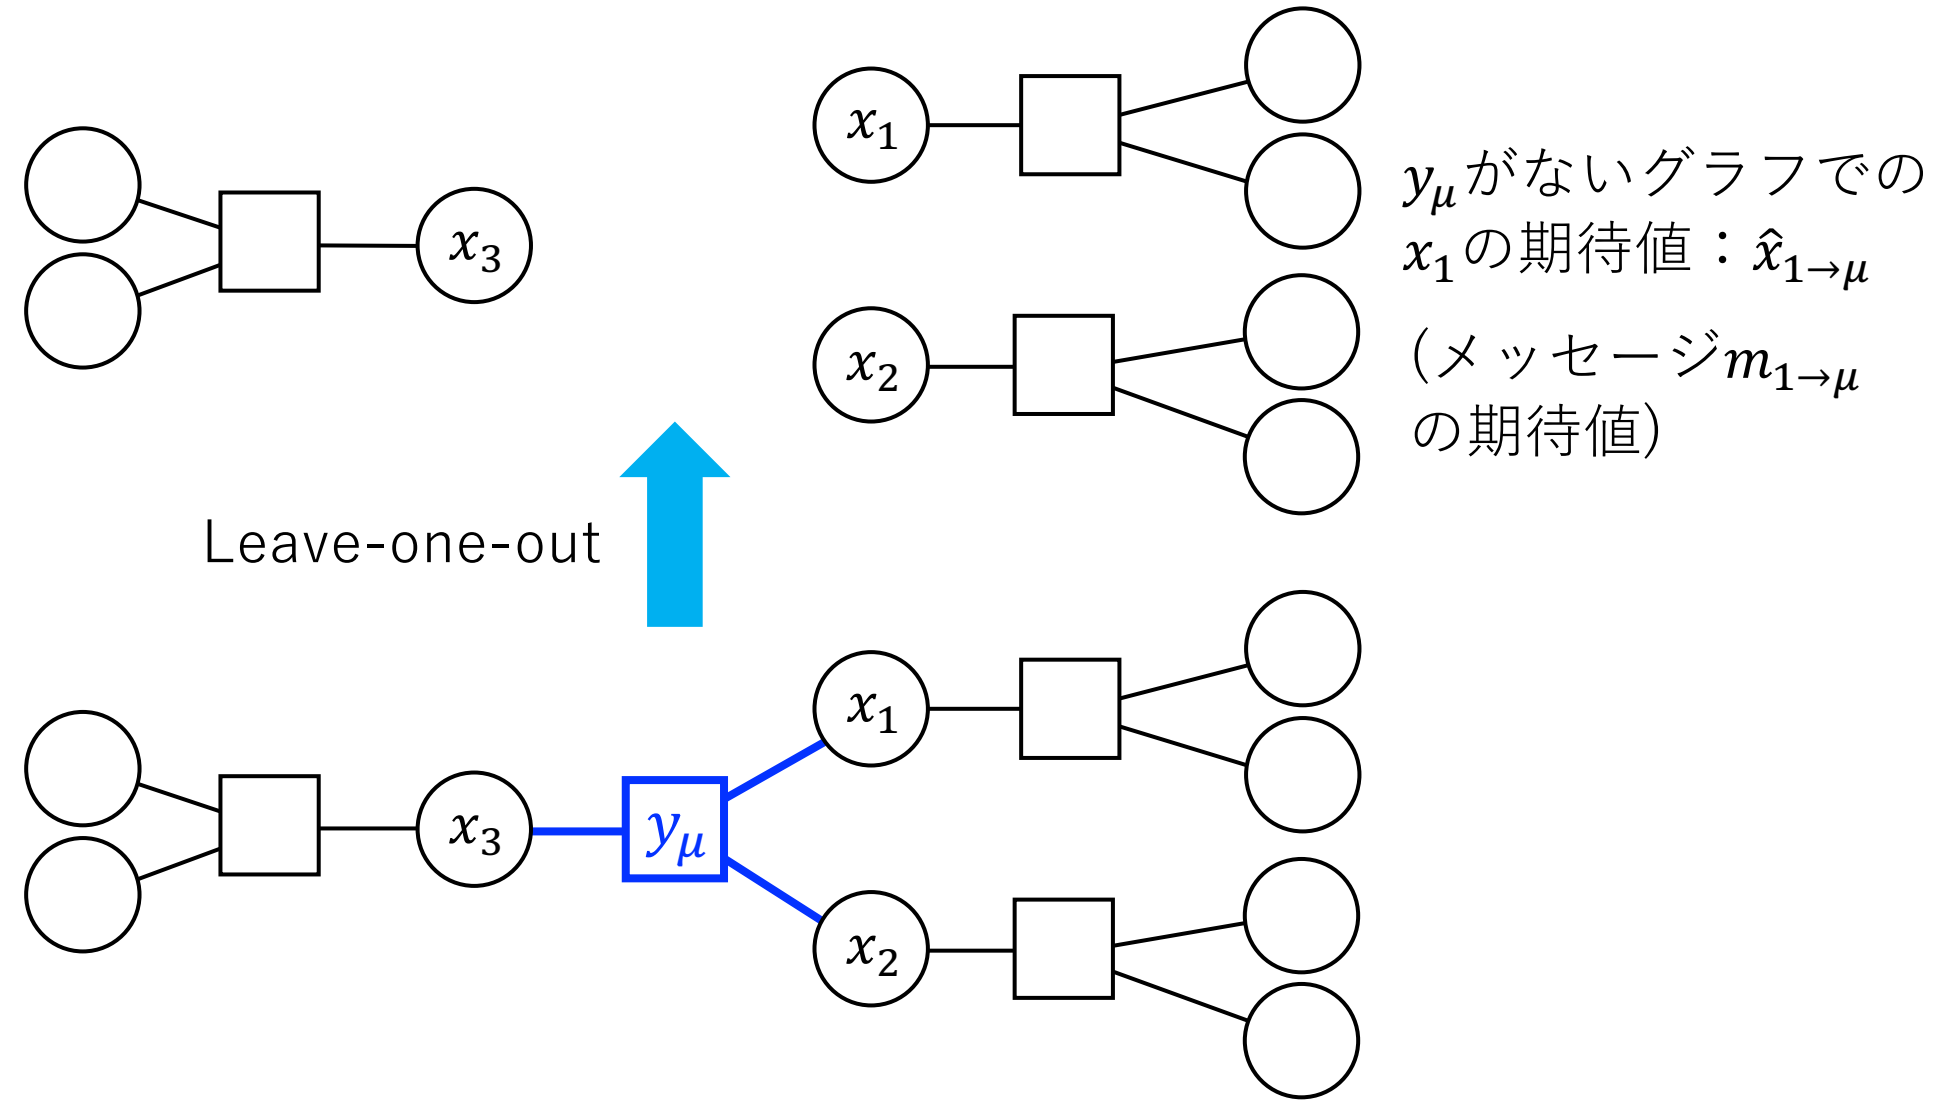 x₁
x₃
x₂
y_μがないグラフでの
x₁の期待値：x̂₁→μ
（メッセージm₁→μ
の期待値）
Leave-one-out
x₁
x₃
y_μ
x₂